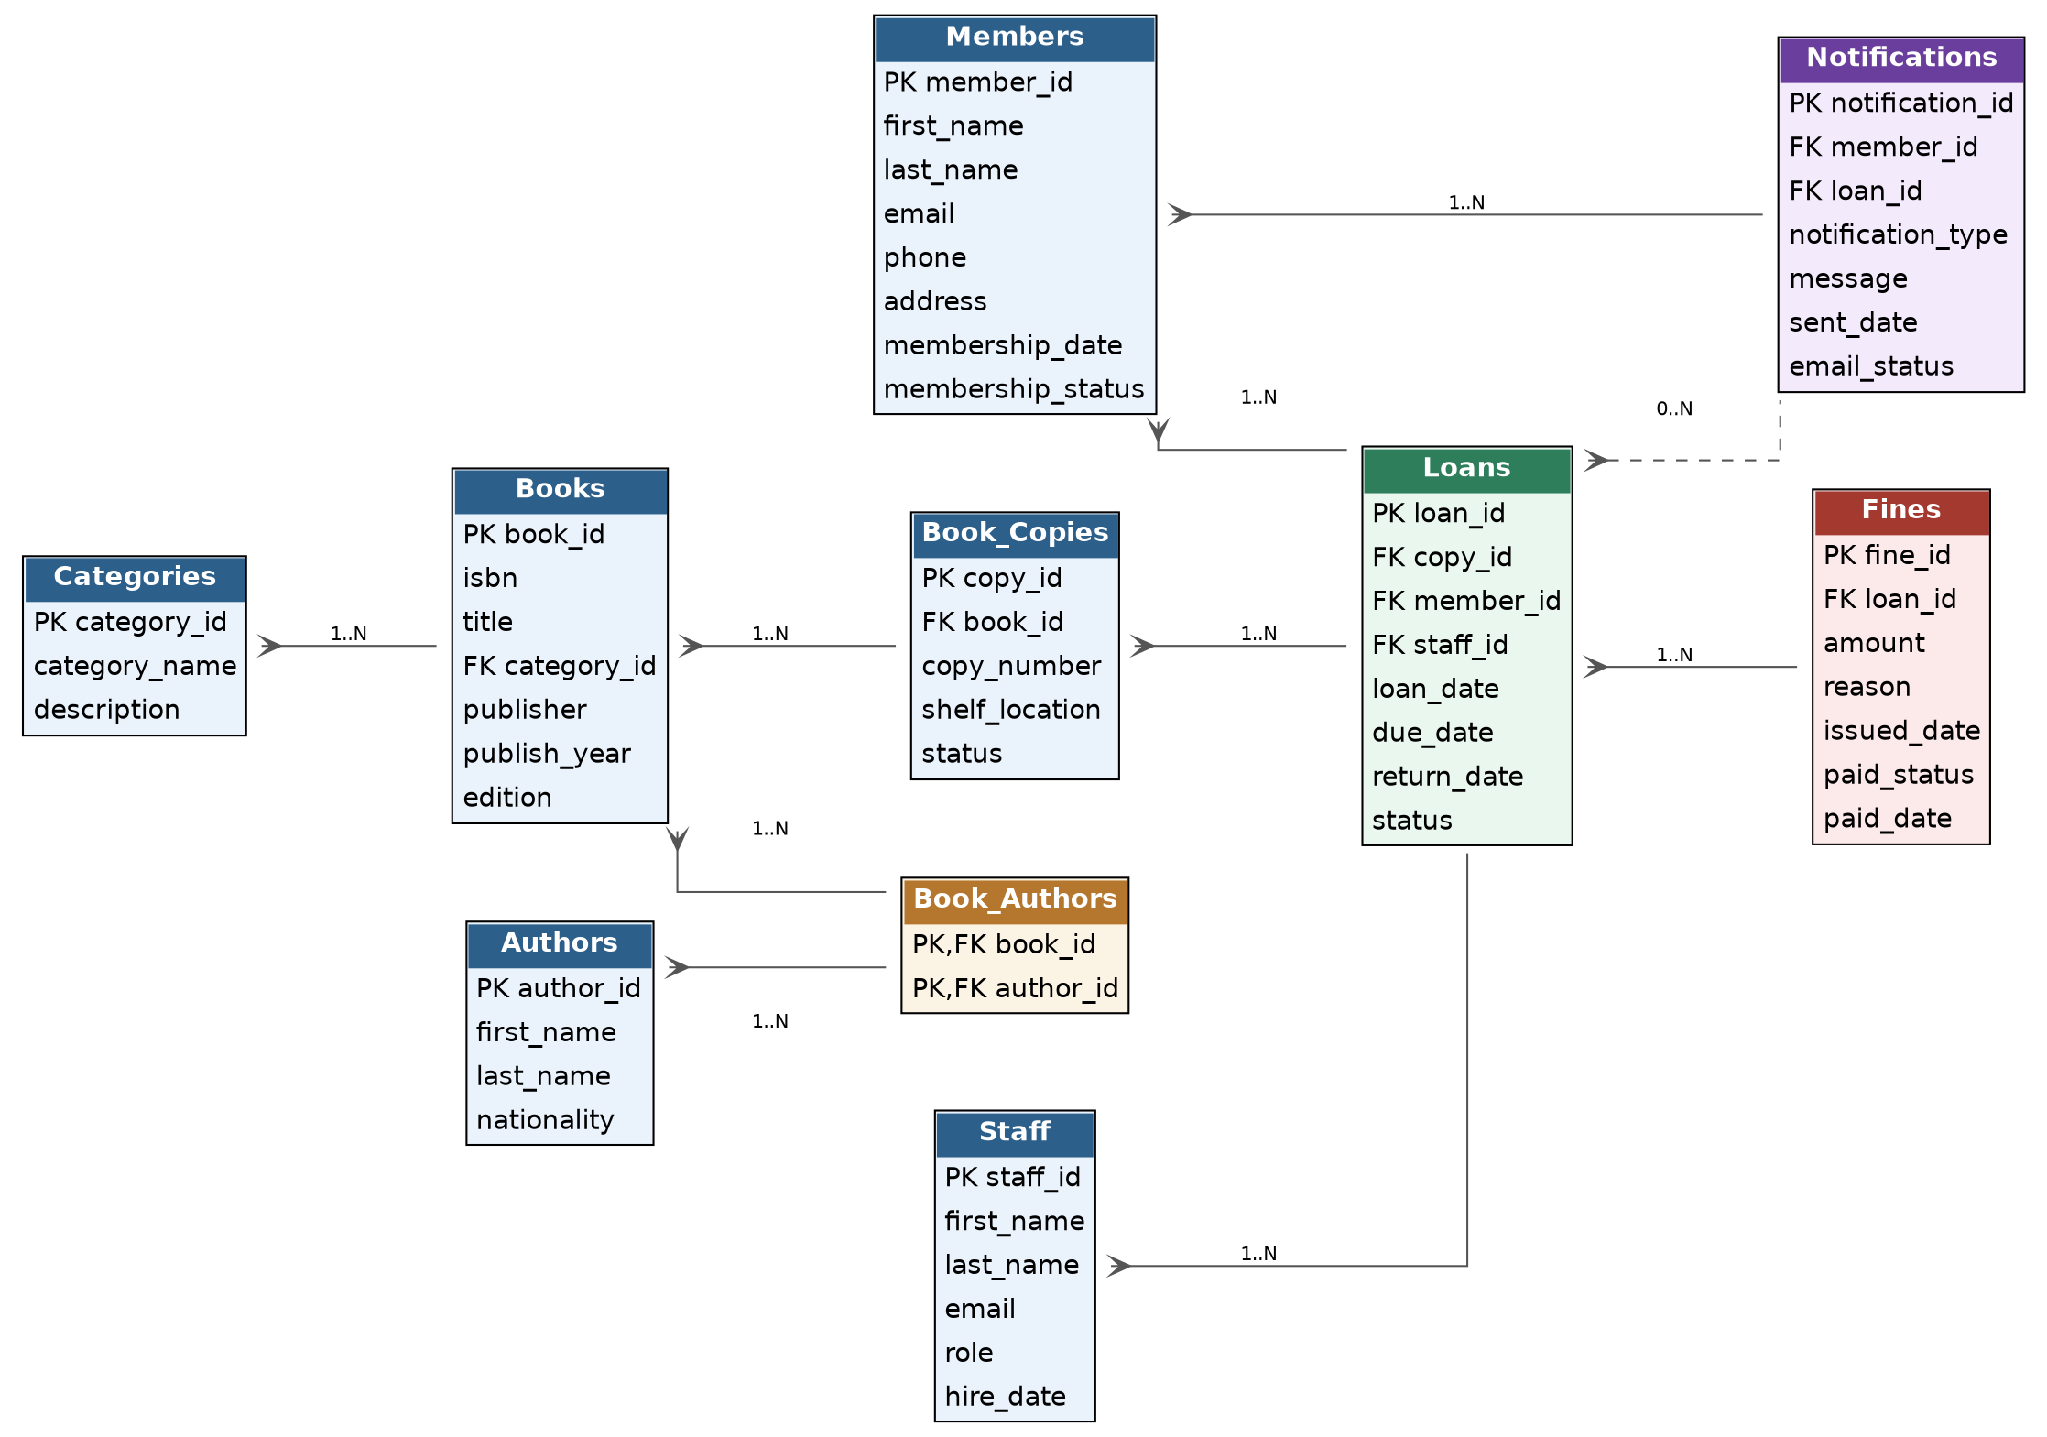 Members
PK member_id
first_name
last_name
email
phone
address
membership_date
membership_status
Notifications
PK notification_id
FK member_id
FK loan_id
notification_type
message
sent_date
email_status
1..N
1..N
0..N
Categories
PK category_id
category_name
description
1..N
Books
PK book_id
isbn
title
FK category_id
publisher
publish_year
edition
1..N
Book_Copies
PK copy_id
FK book_id
copy_number
shelf_location
status
1..N
Loans
PK loan_id
FK copy_id
FK member_id
FK staff_id
loan_date
due_date
return_date
status
1..N
Fines
PK fine_id
FK loan_id
amount
reason
issued_date
paid_status
paid_date
1..N
Authors
PK author_id
first_name
last_name
nationality
1..N
Book_Authors
PK,FK book_id
PK,FK author_id
Staff
PK staff_id
first_name
last_name
email
role
hire_date
1..N